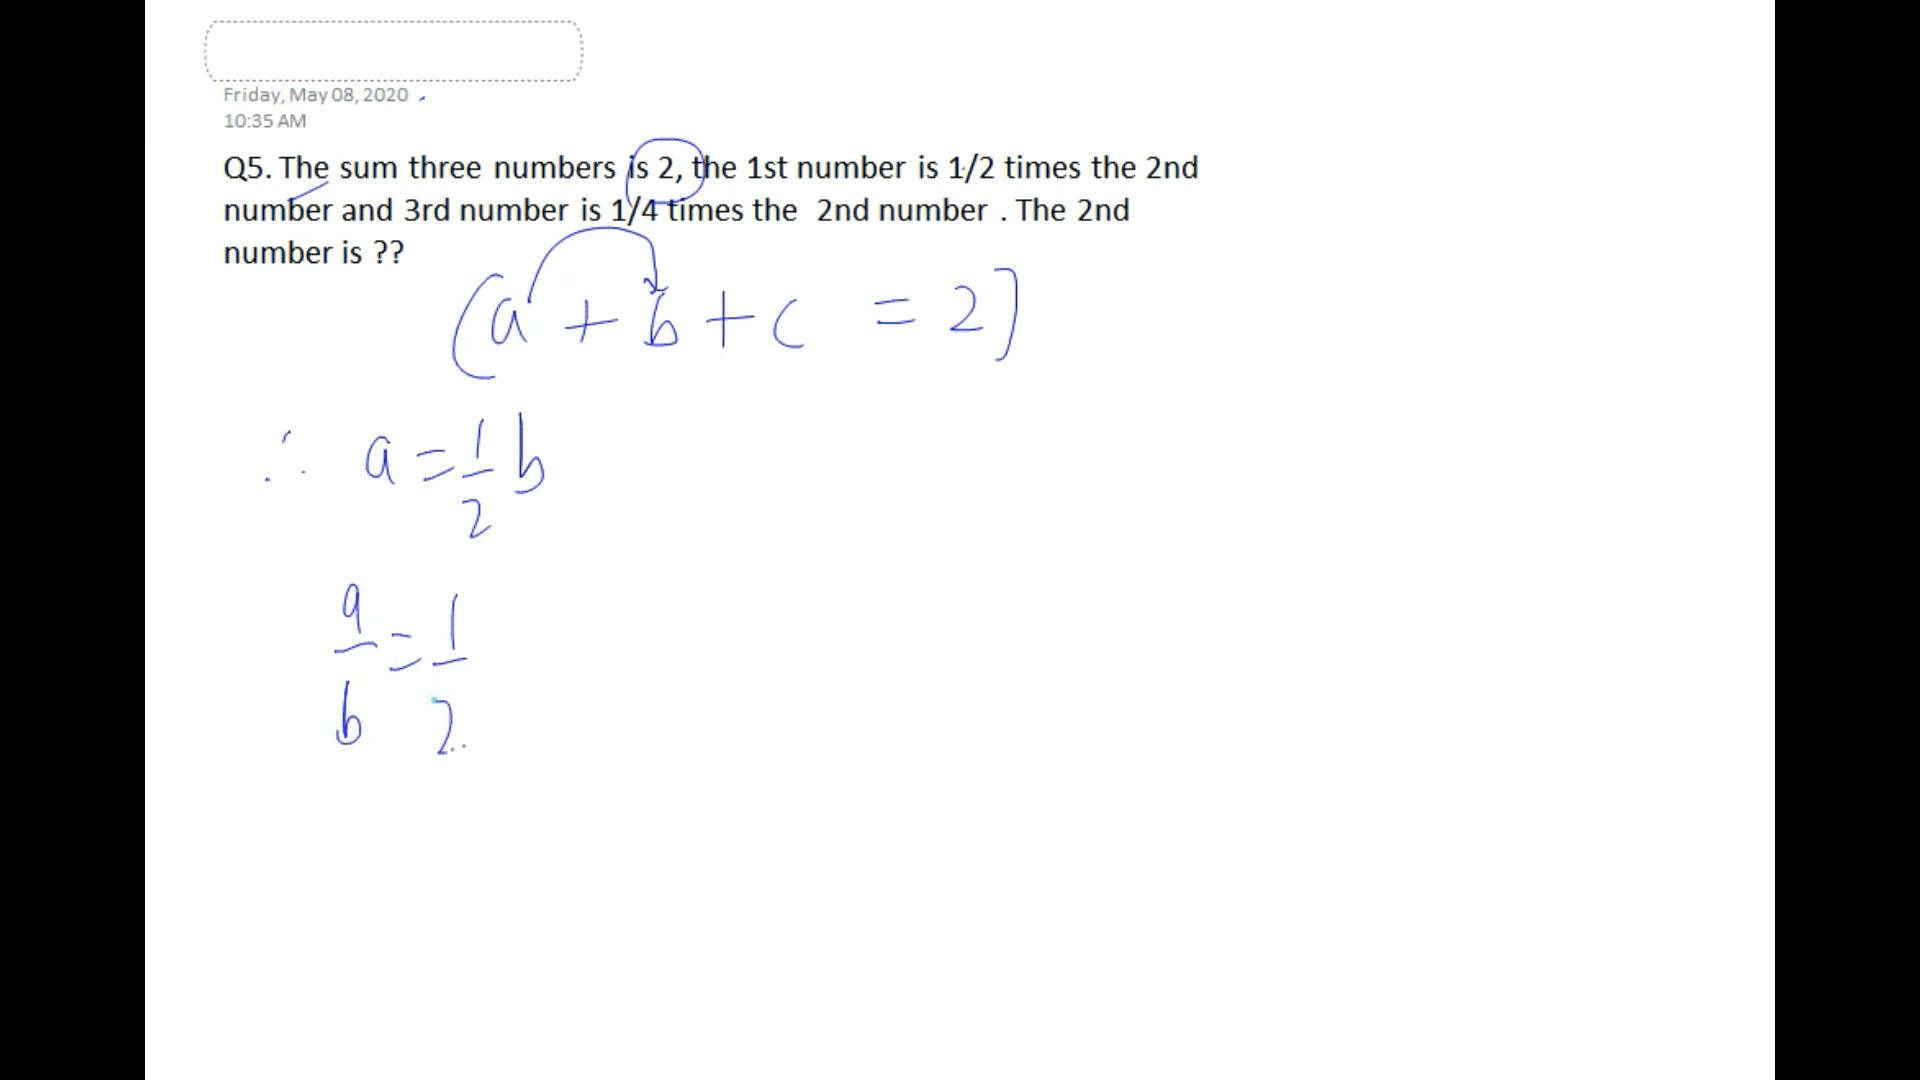 Friday, May 08, 2020
10:35 AM
Q5. The sum three numbers is 2, the 1st number is 1/2 times the 2nd
number and 3rd number is 1/4 times the 2nd number . The 2nd
number is ??
(a + b + c = 2)
∴ a = 1/2 b
a/b = 1/2